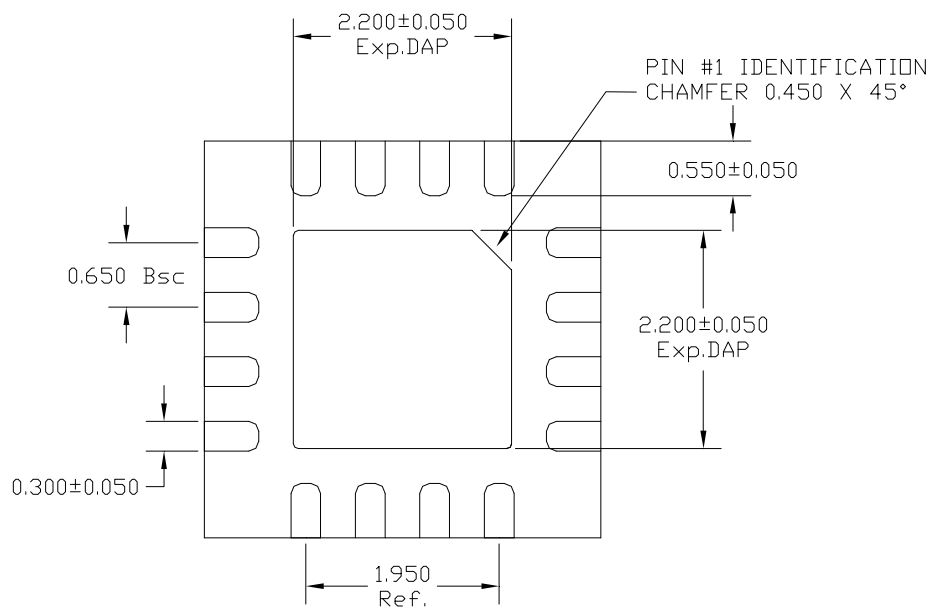 2.200±0.050
Exp.DAP
PIN #1 IDENTIFICATION
CHAMFER 0.450 X 45°
0.550±0.050
0.650 Bsc
2.200±0.050
Exp.DAP
0.300±0.050
1.950
Ref.